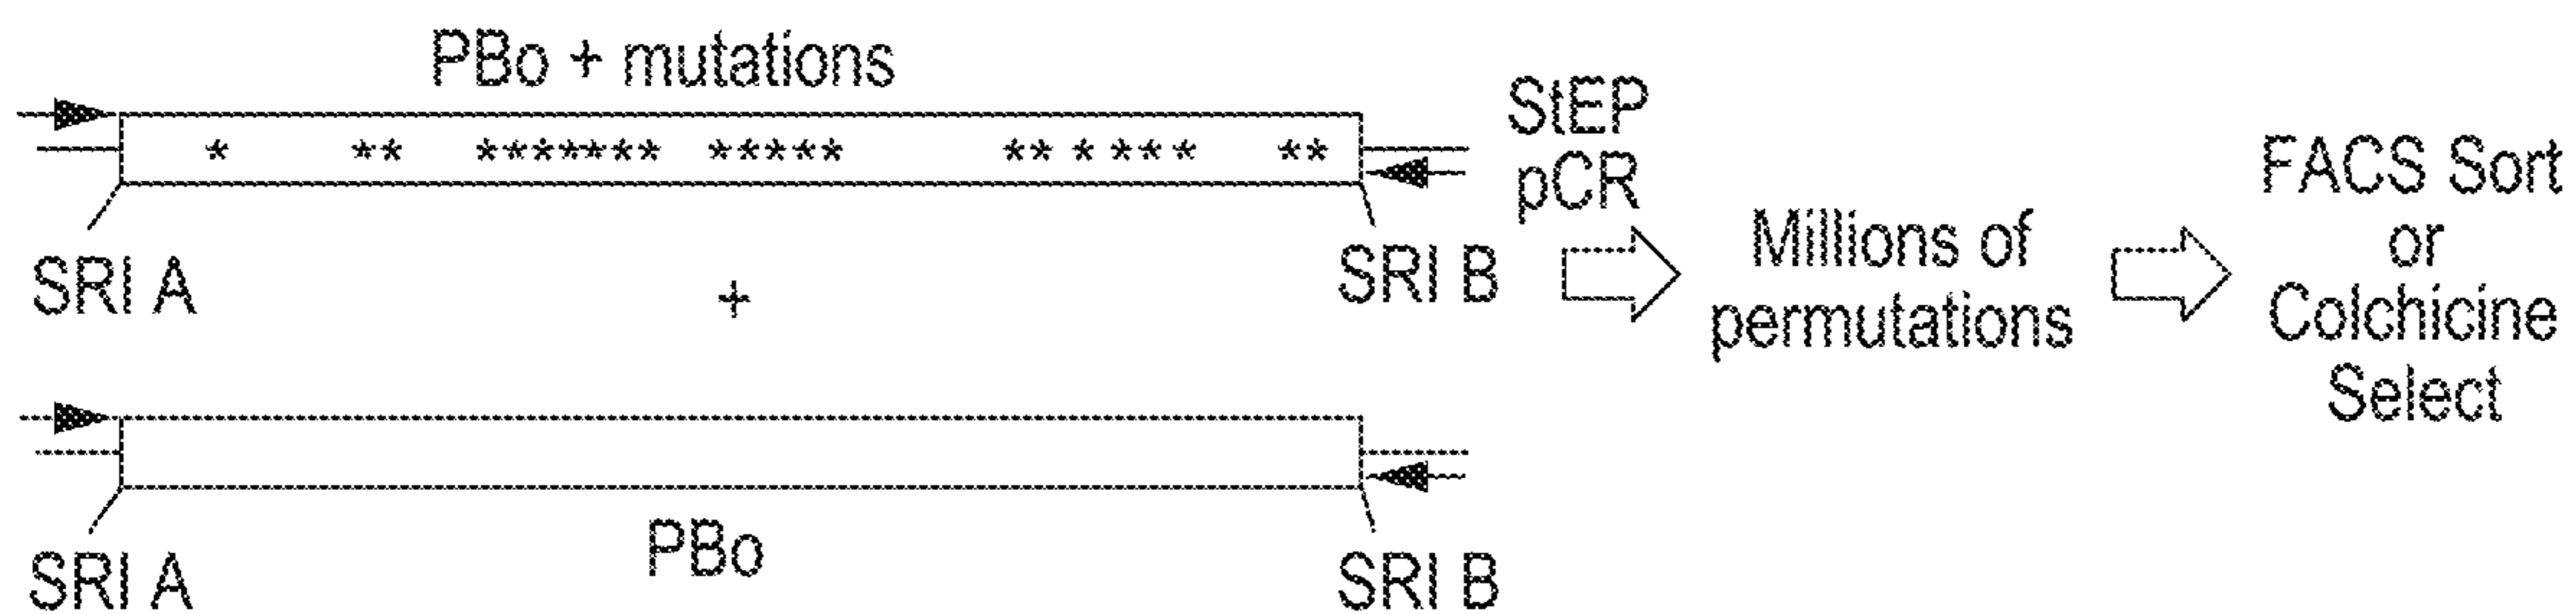 PBo + mutations
* ** ******* ***** ** * *** * **
SRI A
SRI B
+
StEP
pCR
Millions of
permutations
FACS Sort
or
Colchicine
Select
SRI A
PBo
SRI B